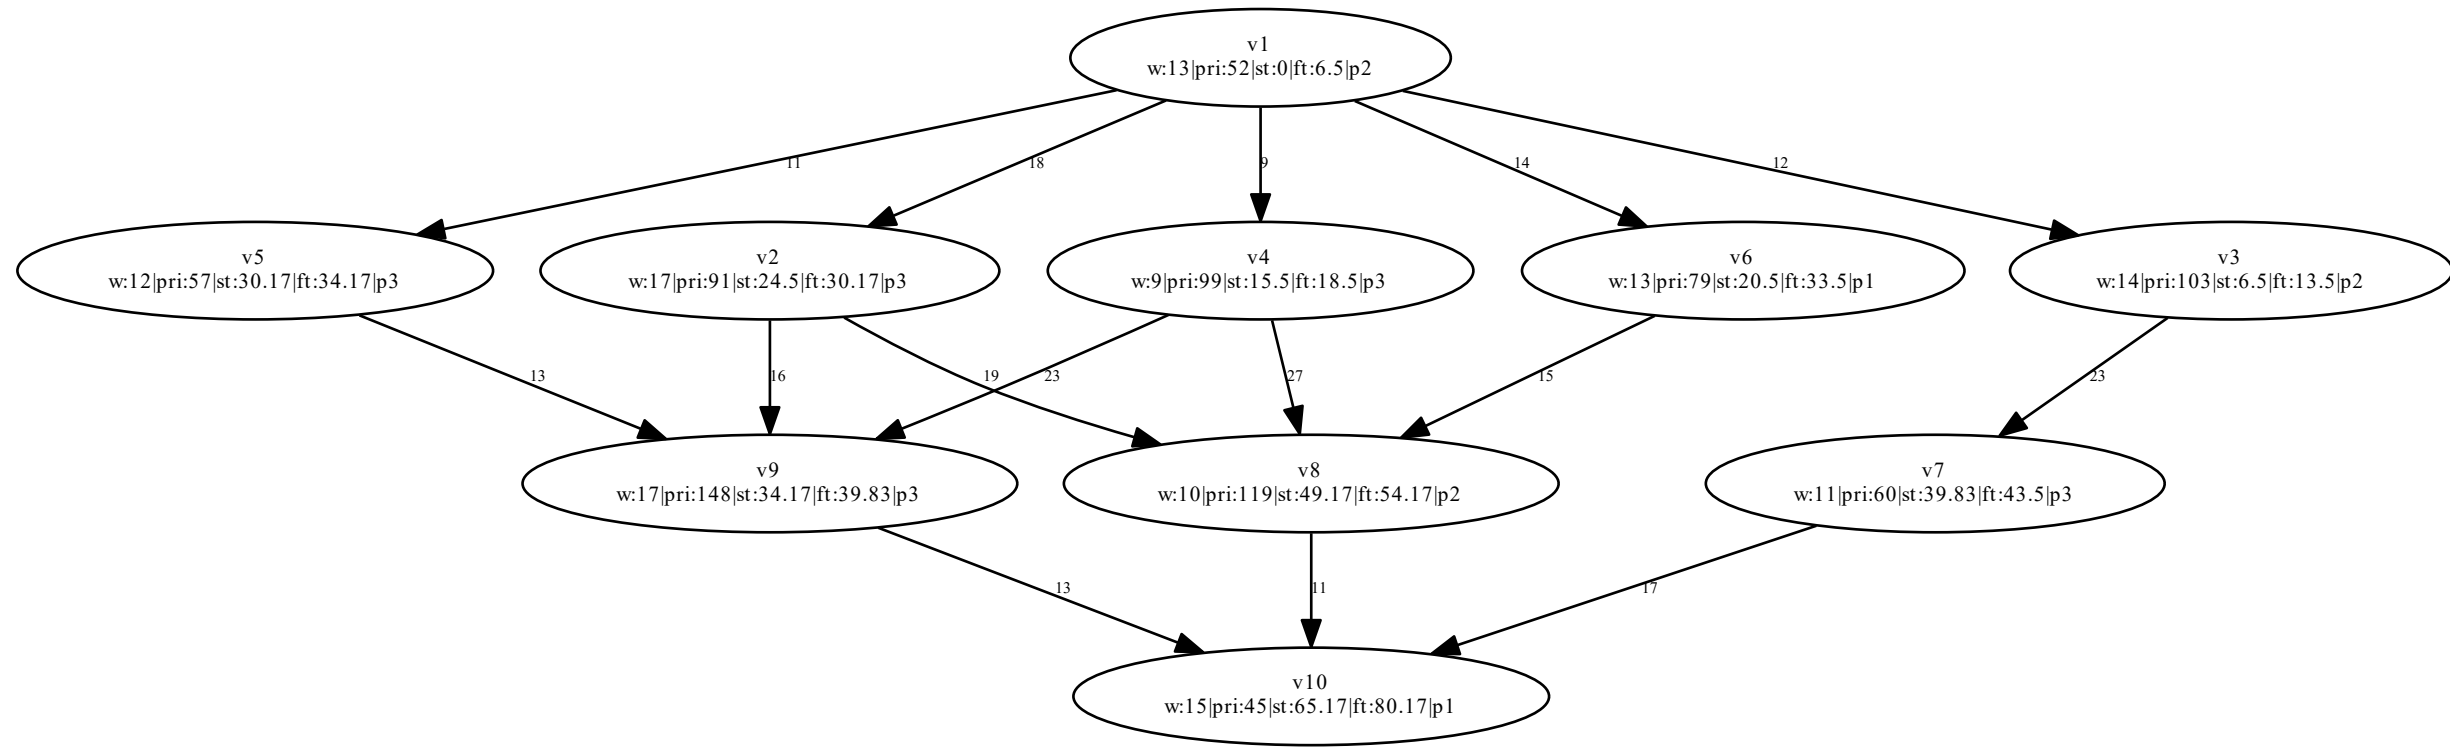 v1
w:13|pri:52|st:0|ft:6.5|p2
11
18
9
14
12
v5
w:12|pri:57|st:30.17|ft:34.17|p3
v2
w:17|pri:91|st:24.5|ft:30.17|p3
v4
w:9|pri:99|st:15.5|ft:18.5|p3
v6
w:13|pri:79|st:20.5|ft:33.5|p1
v3
w:14|pri:103|st:6.5|ft:13.5|p2
13
16
19
23
27
15
23
v9
w:17|pri:148|st:34.17|ft:39.83|p3
v8
w:10|pri:119|st:49.17|ft:54.17|p2
v7
w:11|pri:60|st:39.83|ft:43.5|p3
13
11
17
v10
w:15|pri:45|st:65.17|ft:80.17|p1